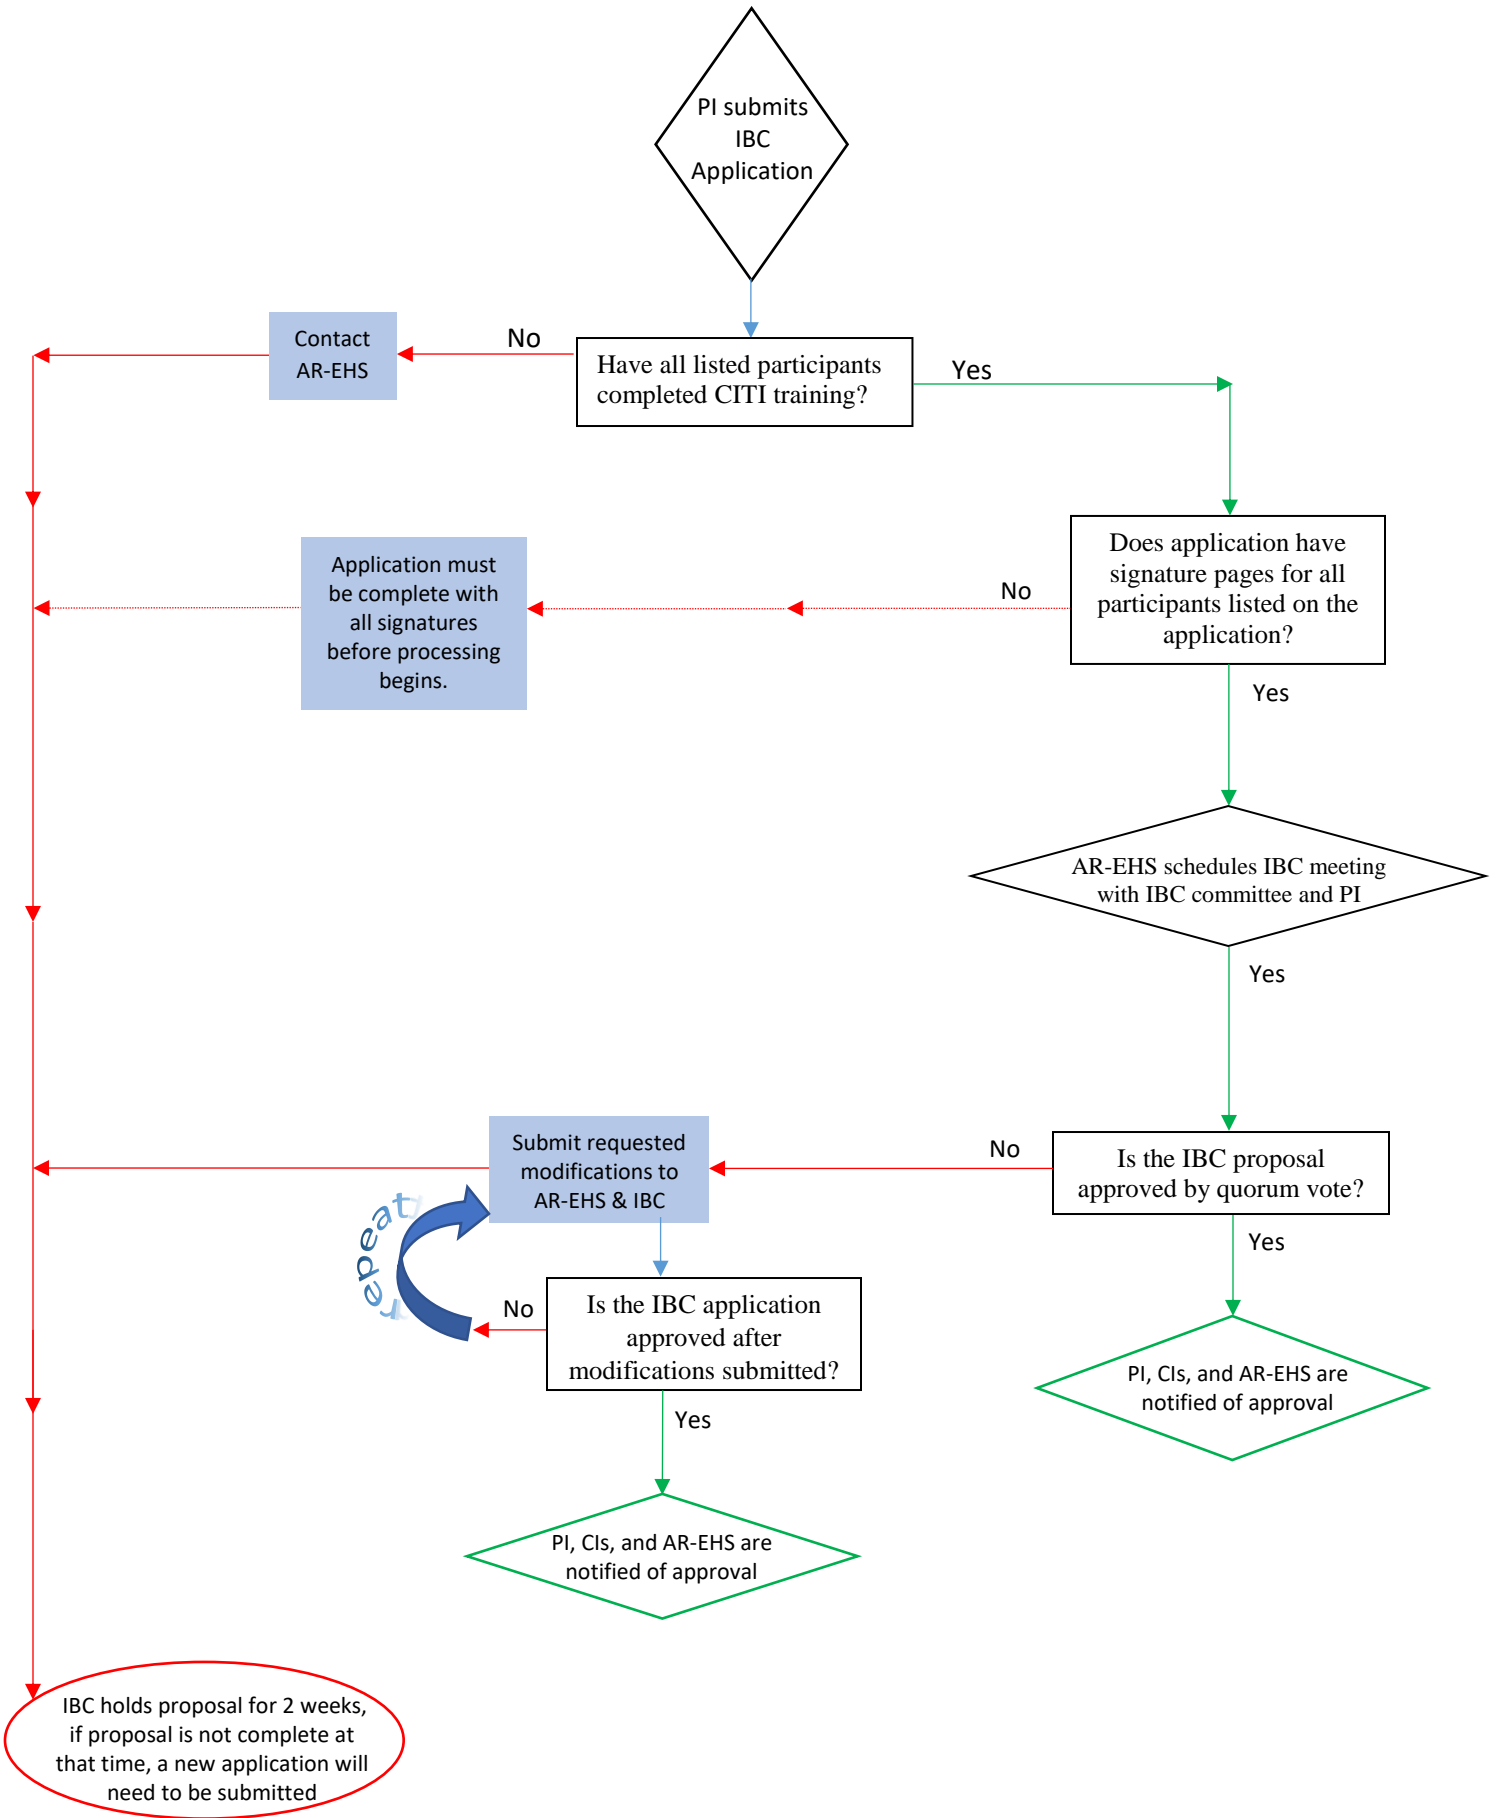 PI submits
IBC
Application
Contact
AR-EHS
No
Have all listed participants
completed CITI training?
Yes
Application must
be complete with
all signatures
before processing
begins.
No
Does application have
signature pages for all
participants listed on the
application?
Yes
AR-EHS schedules IBC meeting
with IBC committee and PI
Yes
Submit requested
modifications to
AR-EHS & IBC
No
Is the IBC proposal
approved by quorum vote?
Yes
repeat
No
Is the IBC application
approved after
modifications submitted?
Yes
PI, CIs, and AR-EHS are
notified of approval
PI, CIs, and AR-EHS are
notified of approval
IBC holds proposal for 2 weeks,
if proposal is not complete at
that time, a new application will
need to be submitted